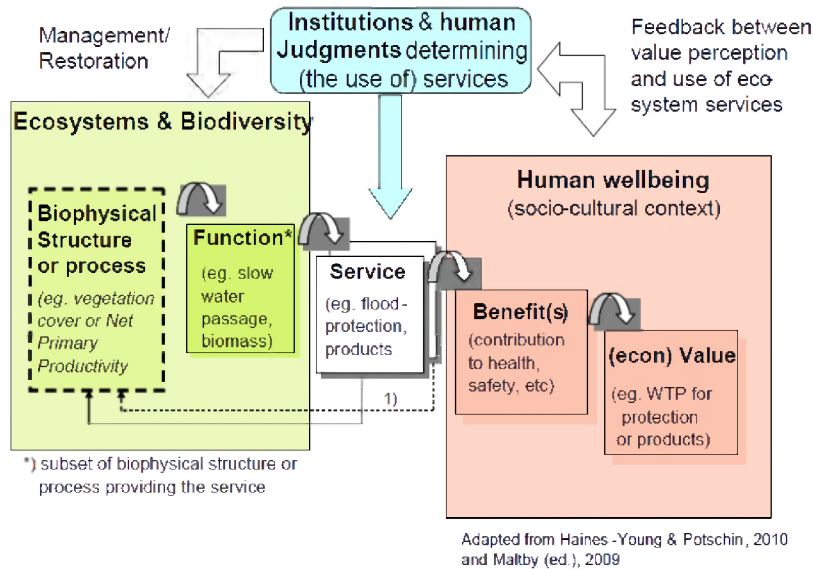 Management/
Restoration
Institutions & human
Judgments determining
(the use of) services
Feedback between
value perception
and use of eco-
system services
Ecosystems & Biodiversity
Biophysical
Structure
or process
(eg. vegetation
cover or Net
Primary
Productivity
Function*
(eg. slow
water
passage,
biomass)
Service
(eg. flood-
protection,
products
1)
Human wellbeing
(socio-cultural context)
Benefit(s)
(contribution
to health,
safety, etc)
(econ) Value
(eg. WTP for
protection
or products)
*) subset of biophysical structure or
process providing the service
Adapted from Haines-Young & Potschin, 2010
and Maltby (ed.), 2009